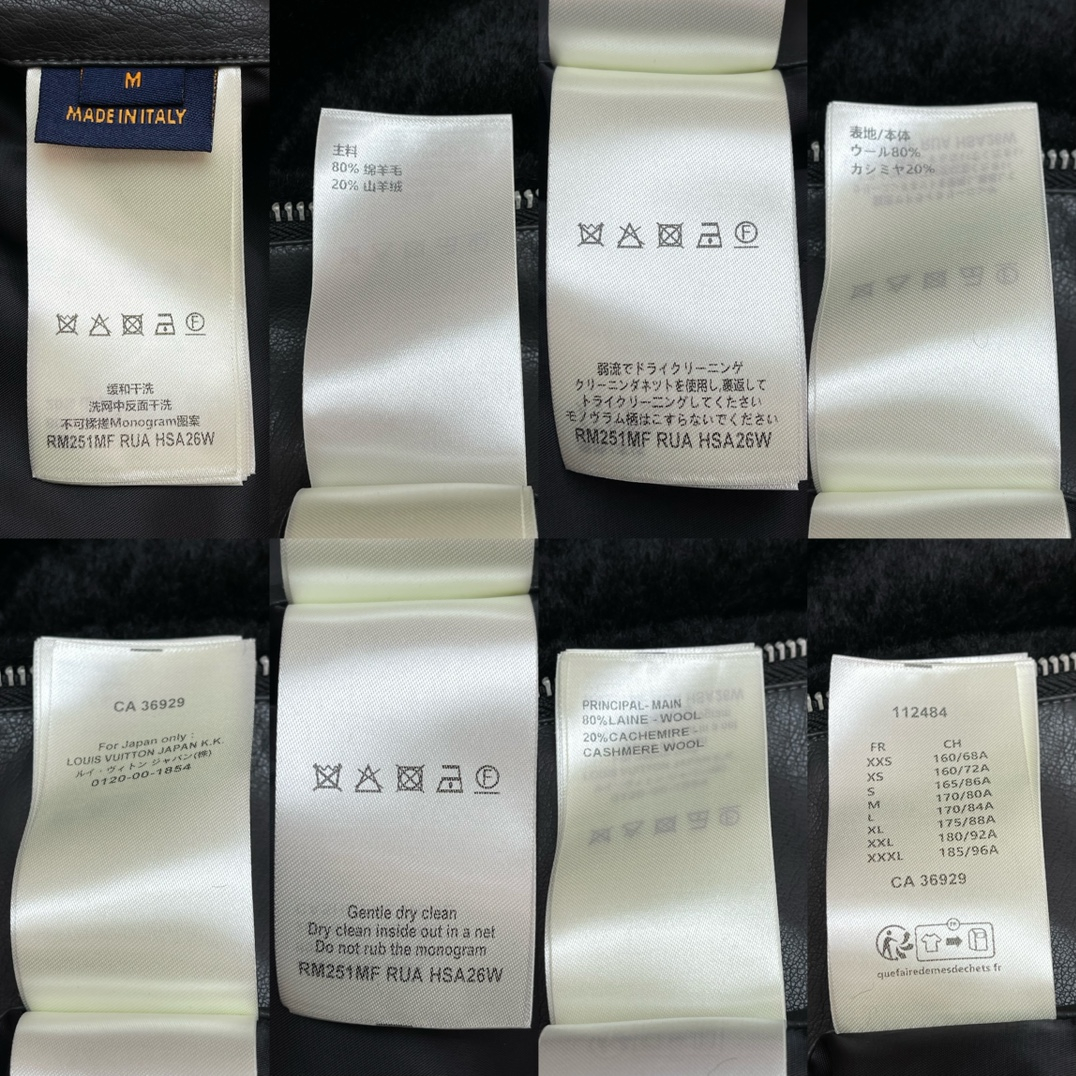 M
MADE IN ITALY
缓和干洗
洗网中反面干洗
不可揉搓Monogram图案
RM251MF RUA HSA26W
主料
80% 绵羊毛
20% 山羊绒
F
弱流でドライクリーニンゲ
クリーニンダネットを使用し,裏返して
トライクレーニングしてください
モノヴラム柄はこすらないでください
RM251MF RUA HSA26W
表地/本体
ウール80%
カシミヤ20%
CA 36929
For Japan only :
LOUIS VUITTON JAPAN K.K.
ルイ・ヴィトン ジャパン(株)
0120-00-1854
F
Gentle dry clean
Dry clean inside out in a net
Do not rub the monogram
RM251MF RUA HSA26W
PRINCIPAL- MAIN
80%LAINE - WOOL
20%CACHEMIRE -
CASHMERE WOOL
112484
FR CH
XXS 160/68A
XS 160/72A
S 165/86A
M 170/80A
L 170/84A
XL 175/88A
XXL 180/92A
XXXL 185/96A
CA 36929
FR
quefairedemesdechets fr